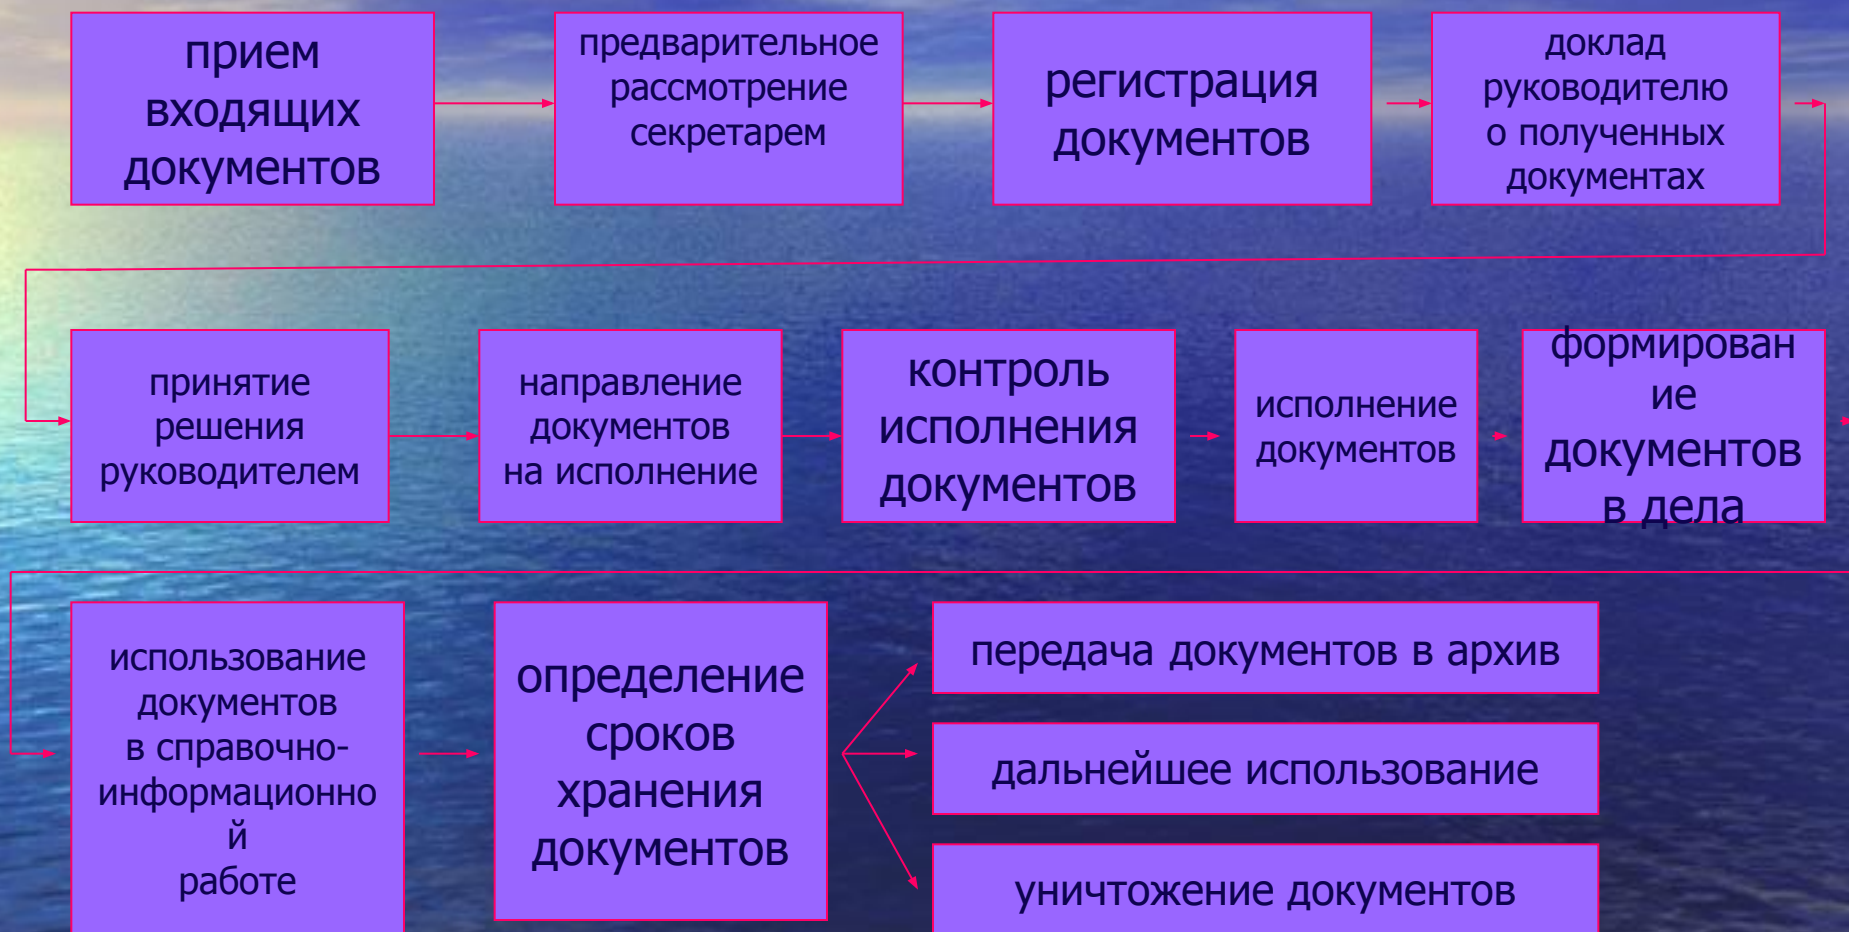 прием
входящих
документов
предварительное
рассмотрение
секретарем
регистрация
документов
доклад
руководителю
о полученных
документах
принятие
решения
руководителем
направление
документов
на исполнение
контроль
исполнения
документов
исполнение
документов
формирован
ие
документов
в дела
использование
документов
в справочно-
информационно
й
работе
определение
сроков
хранения
документов
передача документов в архив
дальнейшее использование
уничтожение документов